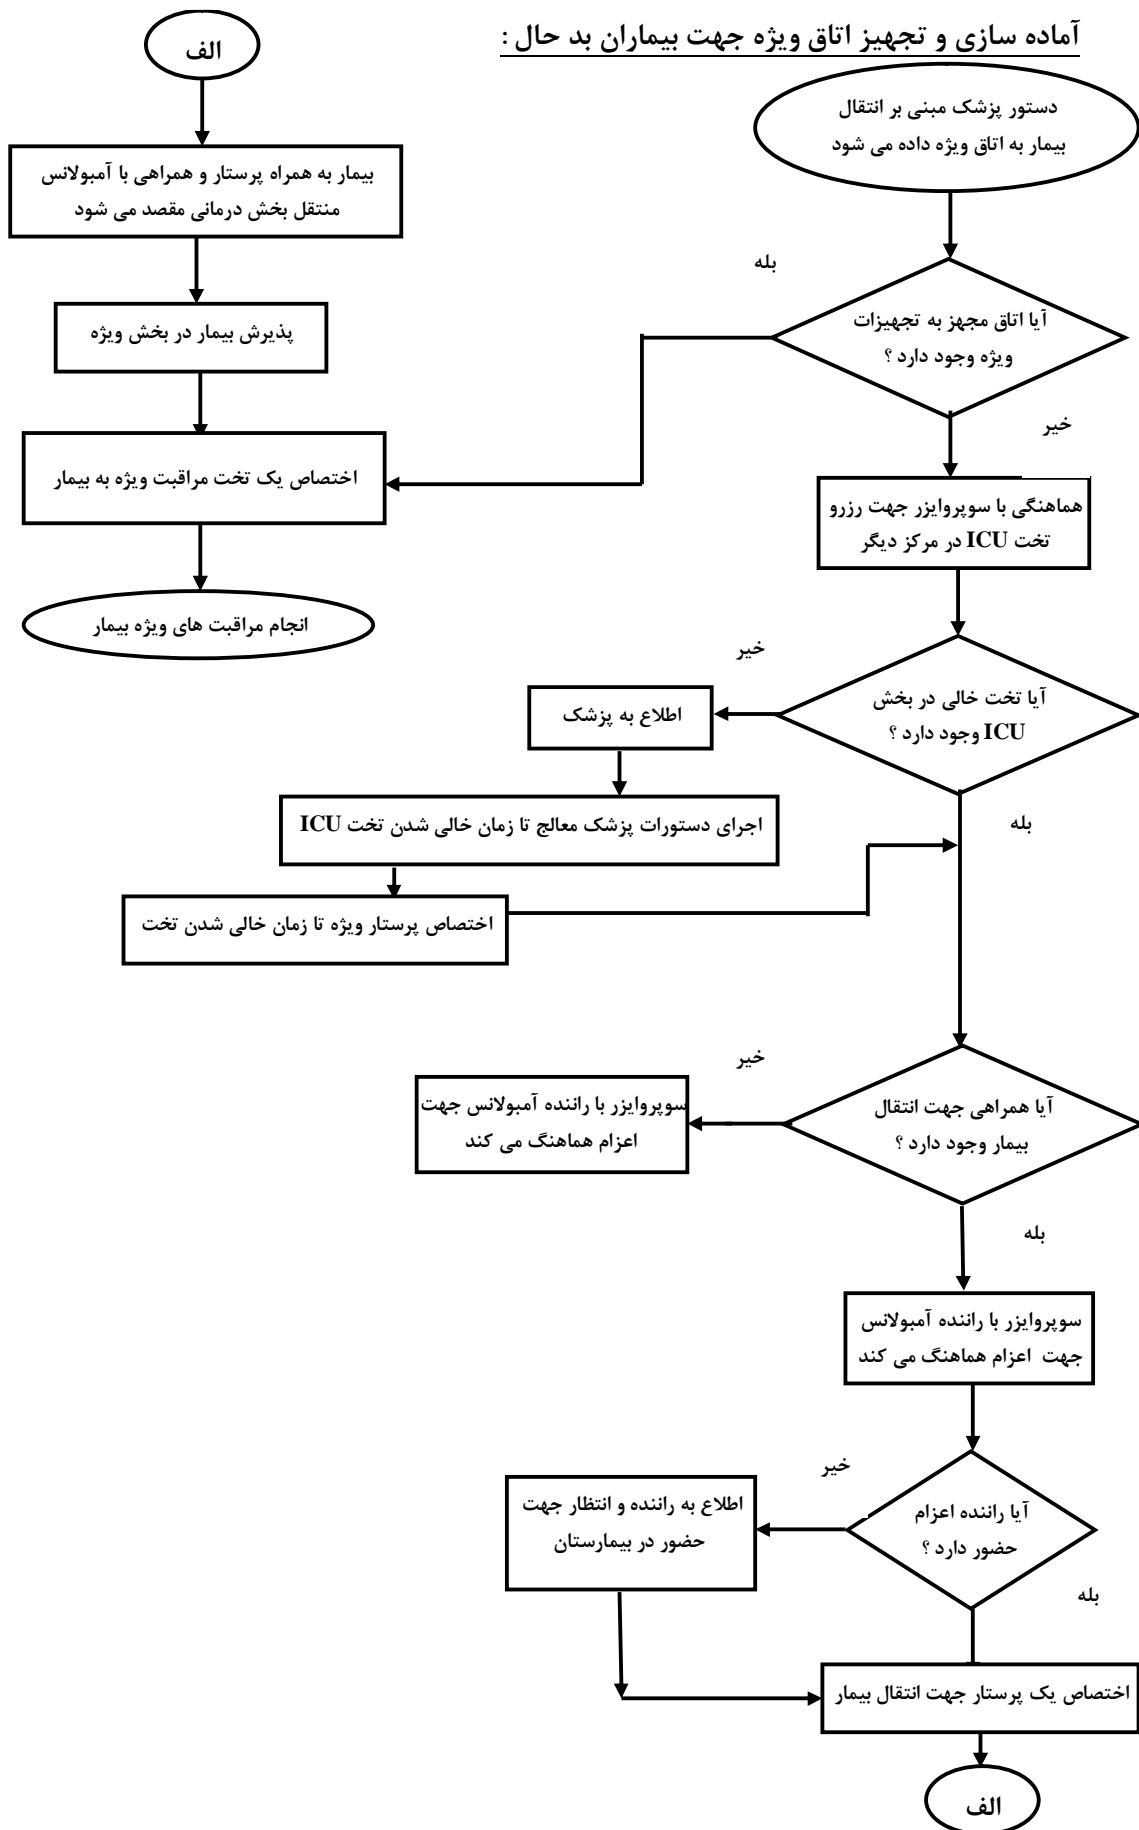 آماده سازی و تجهیز اتاق ویژه جهت بیماران بد حال :
دستور پزشک مبنی بر انتقال
بیمار به اتاق ویژه داده می شود
بله
آیا اتاق مجهز به تجهیزات
ویژه وجود دارد ؟
خیر
هماهنگی با سوپروایزر جهت رزرو
تخت ICU در مرکز دیگر
خیر
آیا تخت خالی در بخش
ICU وجود دارد ؟
بله
اطلاع به پزشک
اجرای دستورات پزشک معالج تا زمان خالی شدن تخت ICU
اختصاص پرستار ویژه تا زمان خالی شدن تخت
خیر
آیا همراهی جهت انتقال
بیمار وجود دارد ؟
سوپروایزر با راننده آمبولانس جهت
اعزام هماهنگ می کند
بله
سوپروایزر با راننده آمبولانس
جهت اعزام هماهنگ می کند
خیر
آیا راننده اعزام
حضور دارد ؟
اطلاع به راننده و انتظار جهت
حضور در بیمارستان
بله
اختصاص یک پرستار جهت انتقال بیمار
الف
الف
بیمار به همراه پرستار و همراهی با آمبولانس
منتقل بخش درمانی مقصد می شود
پذیرش بیمار در بخش ویژه
اختصاص یک تخت مراقبت ویژه به بیمار
انجام مراقبت های ویژه بیمار